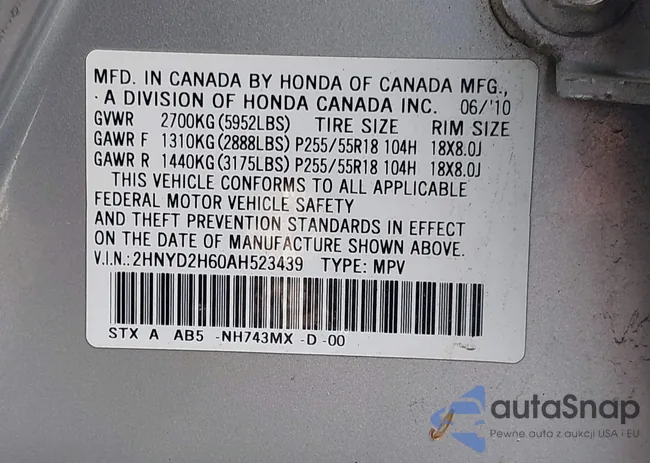 MFD. IN CANADA BY HONDA OF CANADA MFG.,
A DIVISION OF HONDA CANADA INC. 06/'10
GVWR 2700KG(5952LBS) TIRE SIZE RIM SIZE
GAWR F 1310KG(2888LBS) P255/55R18 104H 18X8.0J
GAWR R 1440KG(3175LBS) P255/55R18 104H 18X8.0J
THIS VEHICLE CONFORMS TO ALL APPLICABLE
FEDERAL MOTOR VEHICLE SAFETY
AND THEFT PREVENTION STANDARDS IN EFFECT
ON THE DATE OF MANUFACTURE SHOWN ABOVE.
V.I.N.: 2HNYD2H60AH523439 TYPE: MPV
STX A AB5 -NH743MX -D -00
autaSnap
Pewne auta z aukcji USA i EU